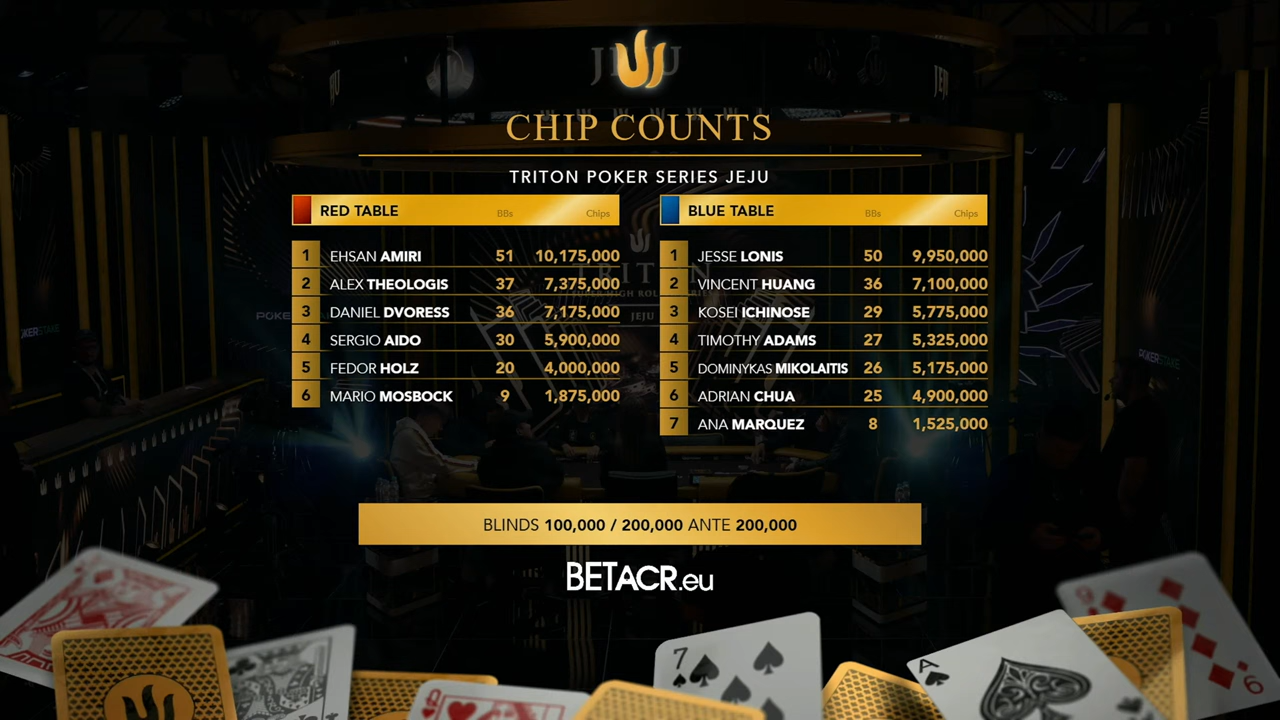 JEJU
CHIP COUNTS
TRITON POKER SERIES JEJU
RED TABLE BBs Chips
1 EHSAN AMIRI 51 10,175,000
2 ALEX THEOLOGIS 37 7,375,000
3 DANIEL DVORESS 36 7,175,000
4 SERGIO AIDO 30 5,900,000
5 FEDOR HOLZ 20 4,000,000
6 MARIO MOSBOCK 9 1,875,000
BLUE TABLE BBs Chips
1 JESSE LONIS 50 9,950,000
2 VINCENT HUANG 36 7,100,000
3 KOSEI ICHINOSE 29 5,775,000
4 TIMOTHY ADAMS 27 5,325,000
5 DOMINYKAS MIKOLAITIS 26 5,175,000
6 ADRIAN CHUA 25 4,900,000
7 ANA MARQUEZ 8 1,525,000
TRITON
JEJU
BLINDS 100,000 / 200,000 ANTE 200,000
BETACR.eu
7
A
9
9